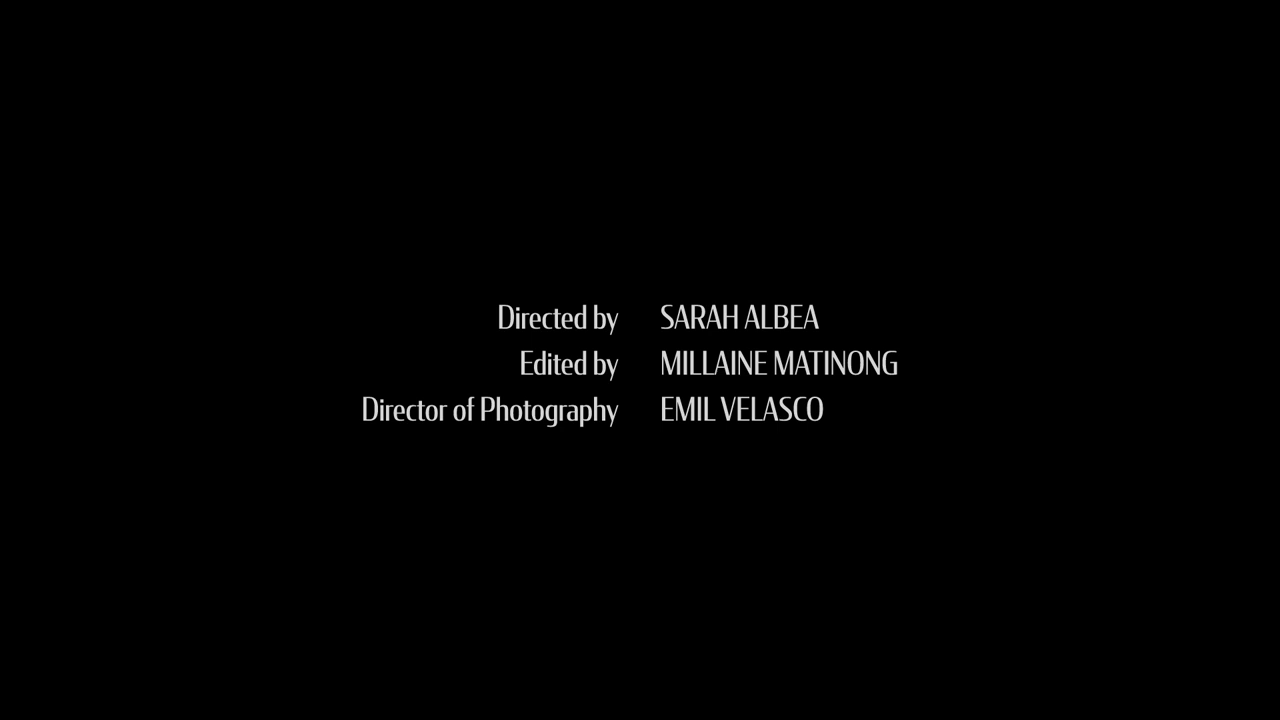 Directed by SARAH ALBEA
Edited by MILLAINE MATINONG
Director of Photography EMIL VELASCO